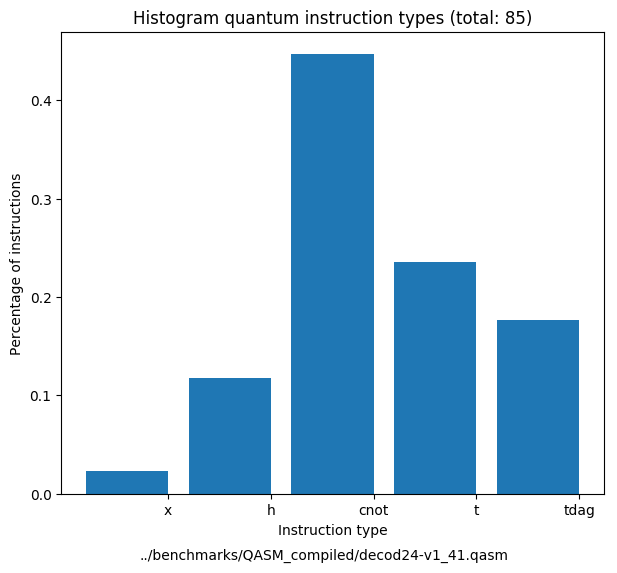 Histogram quantum instruction types (total: 85)
Percentage of instructions
0.4
0.3
0.2
0.1
0.0
x h cnot t tdag
Instruction type
../benchmarks/QASM_compiled/decod24-v1_41.qasm